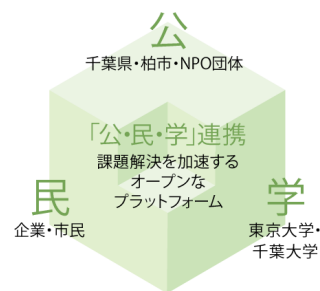 公
千葉県・柏市・NPO団体
「公・民・学」連携
課題解決を加速する
オープンな
プラットフォーム
民
企業・市民
学
東京大学・
千葉大学